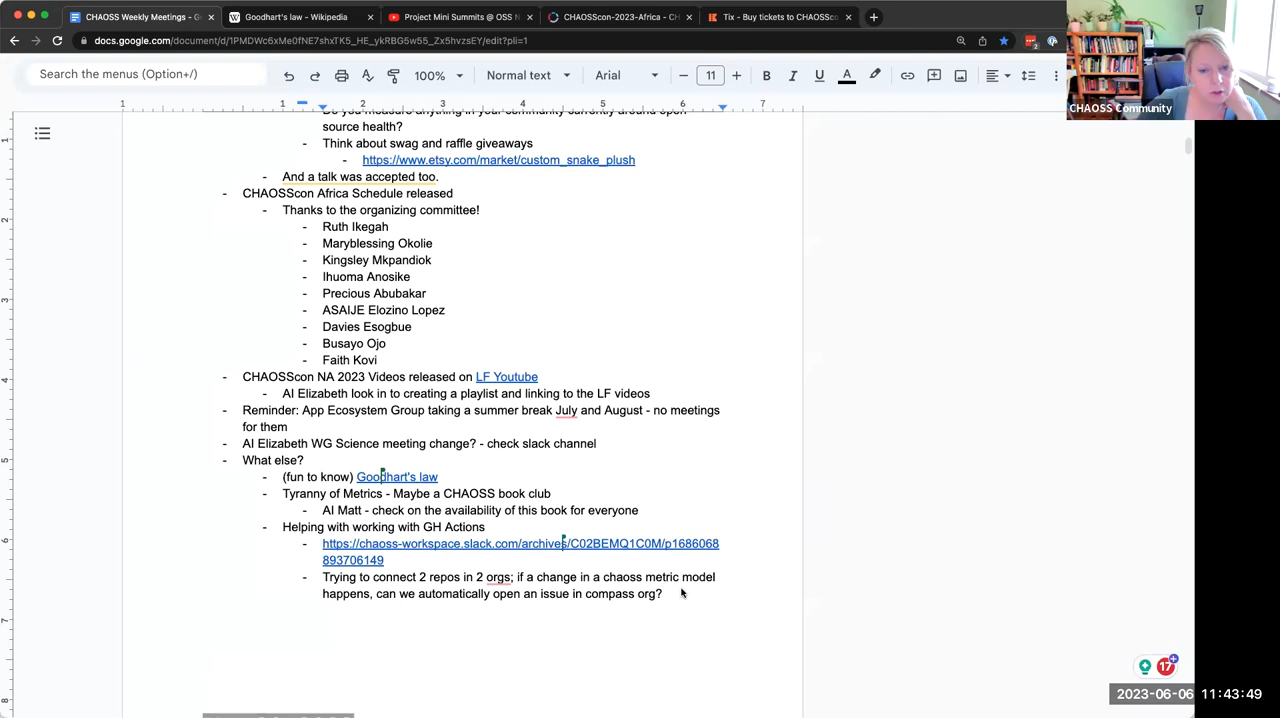 CHAOSS Weekly Meetings - G
Goodhart's law - Wikipedia
Project Mini Summits @ OSS N
CHAOSScon-2023-Africa - CH
Tix - Buy tickets to CHAOSSco
docs.google.com/document/d/1PMDWc6xMe0fNE7shxTK5_HE_ykRBG5w55_Zx5hvzsEY/edit?pli=1
Search the menus (Option+/)
100%
Normal text
Arial
11
B
I
U
A
1 1 2 3 4 5 6 7
source health?
- Think about swag and raffle giveaways
- https://www.etsy.com/market/custom_snake_plush
- And a talk was accepted too.
- CHAOSScon Africa Schedule released
- Thanks to the organizing committee!
- Ruth Ikegah
- Maryblessing Okolie
- Kingsley Mkpandiok
- Ihuoma Anosike
- Precious Abubakar
- ASAIJE Elozino Lopez
- Davies Esogbue
- Busayo Ojo
- Faith Kovi
- CHAOSScon NA 2023 Videos released on LF Youtube
- AI Elizabeth look in to creating a playlist and linking to the LF videos
- Reminder: App Ecosystem Group taking a summer break July and August - no meetings
for them
- AI Elizabeth WG Science meeting change? - check slack channel
- What else?
- (fun to know) Goodhart's law
- Tyranny of Metrics - Maybe a CHAOSS book club
- AI Matt - check on the availability of this book for everyone
- Helping with working with GH Actions
- https://chaoss-workspace.slack.com/archives/C02BEMQ1C0M/p1686068
893706149
- Trying to connect 2 repos in 2 orgs; if a change in a chaoss metric model
happens, can we automatically open an issue in compass org?
CHAOSS Community
17
2023-06-06 11:43:49